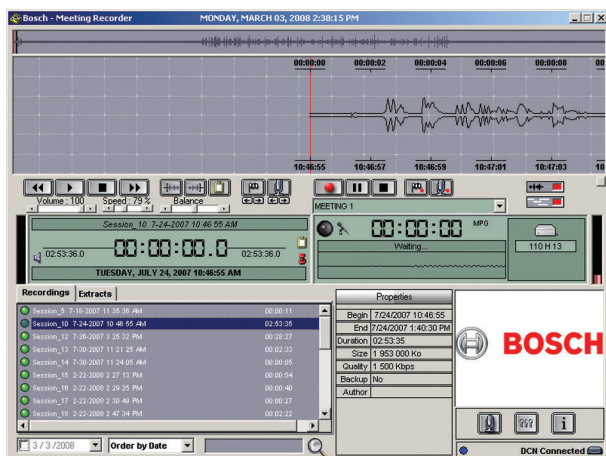 Bosch - Meeting Recorder MONDAY, MARCH 03, 2008 2:38:15 PM
00:00:00 00:00:02 00:00:04 00:00:06 00:00:08 00
10:46:55 10:46:57 10:46:59 10:47:01 10:47:03 10
Volume : 100 Speed : 79 % Balance
MEETING 1
Session_10 7-24-2007 10 46 55 AM
02:53:36.0 00:00:00.0 02:53:36.0
TUESDAY, JULY 24, 2007 10:46:55 AM
00:00:00 MPG
Waiting...
110 H 13
Recordings Extracts
Session_5 7-18-2007 11 35 36 AM 00:00:11
Session_10 7-24-2007 10 46 55 AM 02:53:35
Session_12 7-26-2007 3 25 32 PM 00:28:27
Session_13 7-30-2007 11 21 25 AM 00:02:33
Session_14 7-30-2007 11 24 05 AM 00:00:05
Session_15 2-22-2008 2 27 13 PM 00:00:54
Session_16 2-22-2008 2 29 25 PM 00:00:40
Session_17 2-22-2008 2 30 49 PM 00:00:27
Session_18 2-22-2008 2 47 34 PM 00:02:22
3 / 3 /2008 Order by Date
Properties
Begin 7/24/2007 10:46:55
End 7/24/2007 1:40:30 PM
Duration 02:53:35
Size 1 953 000 Ko
Quality 1 500 Kbps
Backup No
Author
BOSCH
i
DCN Connected